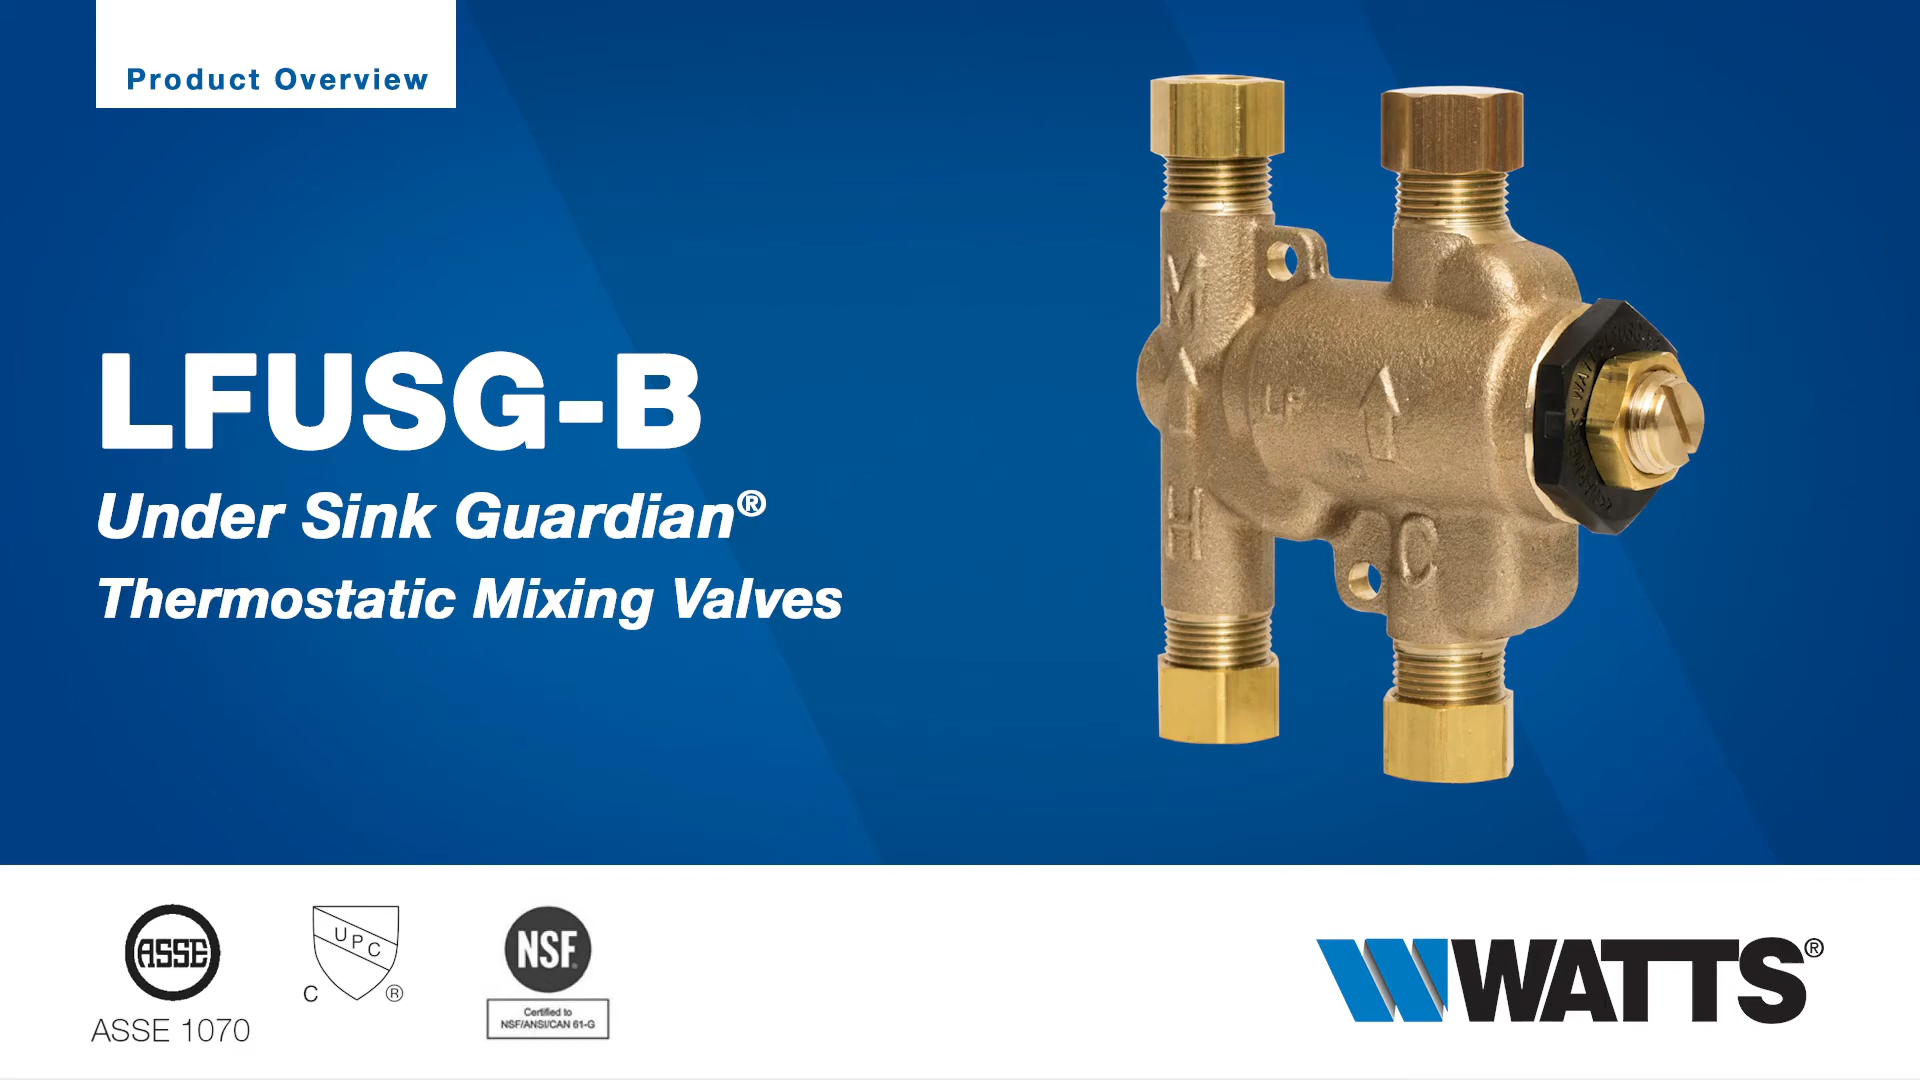 Product Overview
LFUSG-B
Under Sink Guardian®
Thermostatic Mixing Valves
M
I
H
LF
C
ASSE
ASSE 1070
UPC
C ®
NSF
Certified to
NSF/ANSI/CAN 61-G
WATTS®